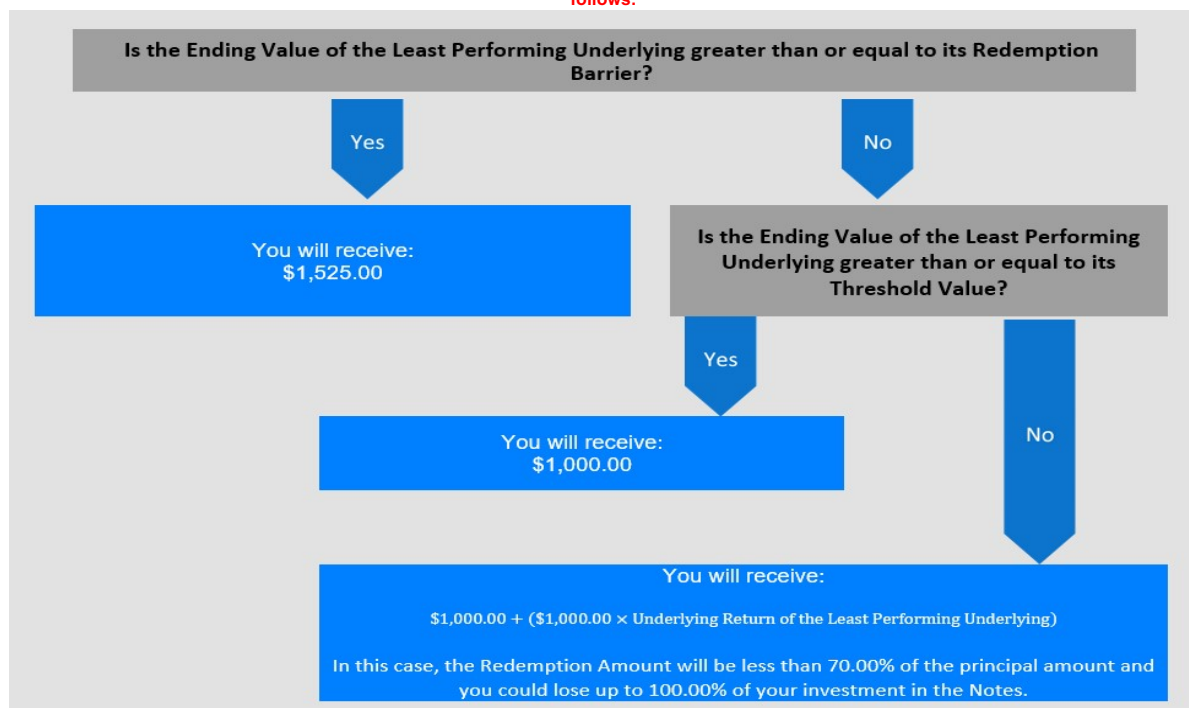 follows:
Is the Ending Value of the Least Performing Underlying greater than or equal to its Redemption
Barrier?
Yes
No
You will receive:
$1,525.00
Is the Ending Value of the Least Performing
Underlying greater than or equal to its
Threshold Value?
Yes
No
You will receive:
$1,000.00
You will receive:
$1,000.00 + ($1,000.00 × Underlying Return of the Least Performing Underlying)
In this case, the Redemption Amount will be less than 70.00% of the principal amount and
you could lose up to 100.00% of your investment in the Notes.